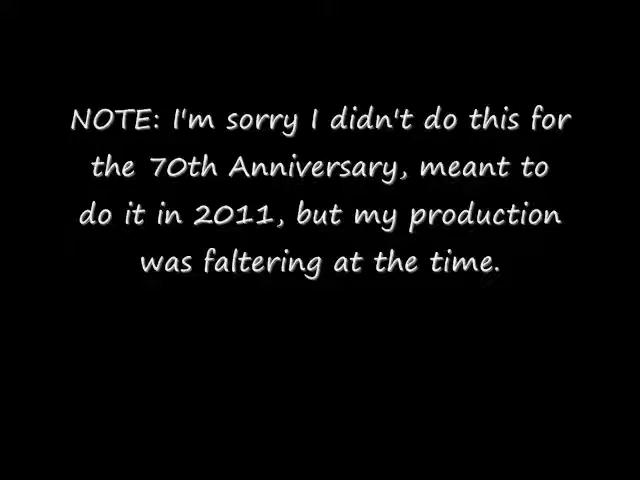 NOTE: I'm sorry I didn't do this for
the 70th Anniversary, meant to
do it in 2011, but my production
was faltering at the time.